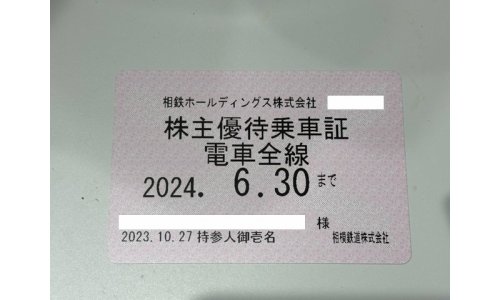 相鉄ホールディングス株式会社
株主優待乗車証
電車全線
2024. 6.30まで
様
2023.10.27 持参人御壱名 相模鉄道株式会社